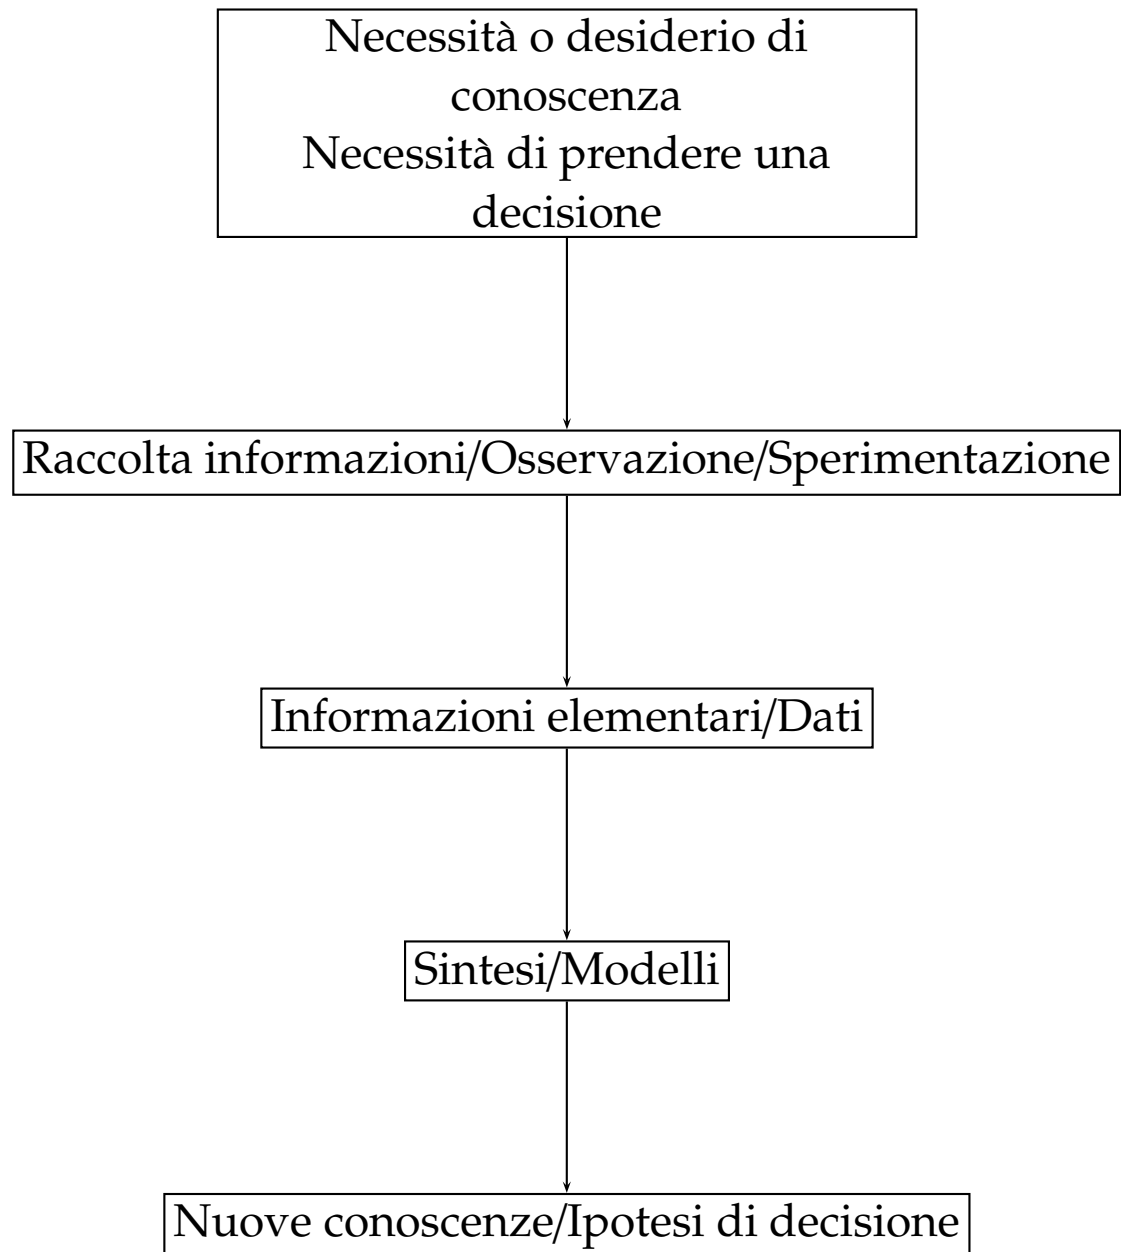 Necessità o desiderio di
conoscenza
Necessità di prendere una
decisione
Raccolta informazioni/Osservazione/Sperimentazione
Informazioni elementari/Dati
Sintesi/Modelli
Nuove conoscenze/Ipotesi di decisione